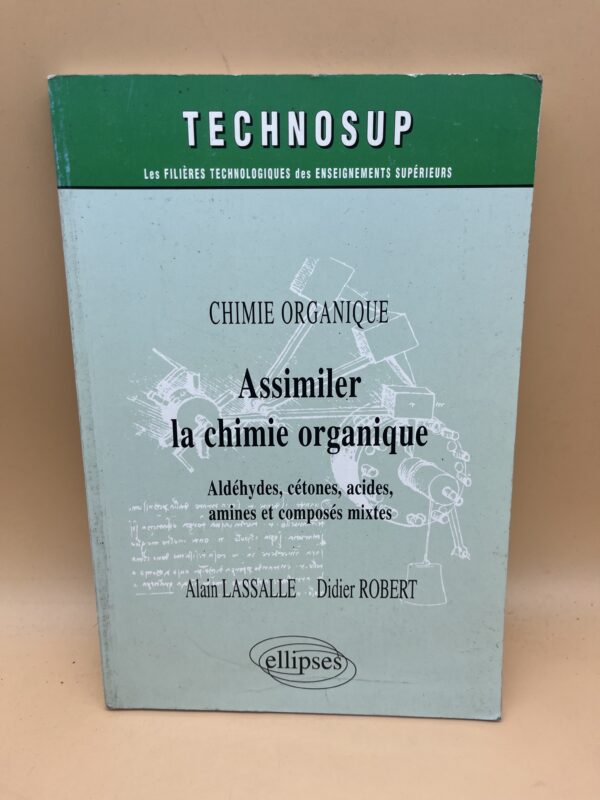 TECHNOSUP
Les FILIÈRES TECHNOLOGIQUES des ENSEIGNEMENTS SUPÉRIEURS
CHIMIE ORGANIQUE
Assimiler
la chimie organique
Aldéhydes, cétones, acides,
amines et composés mixtes
Alain LASSALLE Didier ROBERT
ellipses